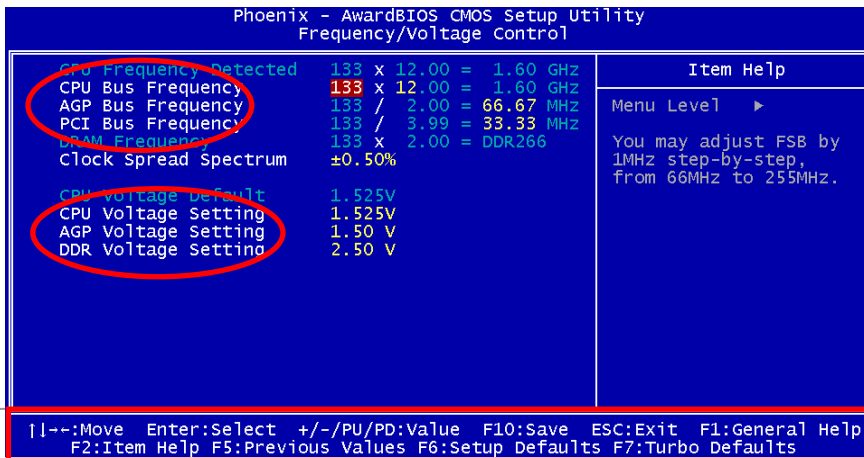 Phoenix - AwardBIOS CMOS Setup Utility
Frequency/Voltage Control
CPU Frequency Detected 133 x 12.00 = 1.60 GHz
CPU Bus Frequency 133 x 12.00 = 1.60 GHz
AGP Bus Frequency 133 / 2.00 = 66.67 MHz
PCI Bus Frequency 133 / 3.99 = 33.33 MHz
DRAM Frequency 133 x 2.00 = DDR266
Clock Spread Spectrum ±0.50%
CPU Voltage Default 1.525V
CPU Voltage Setting 1.525V
AGP Voltage Setting 1.50 V
DDR Voltage Setting 2.50 V
Item Help
Menu Level ▶
You may adjust FSB by
1MHz step-by-step,
from 66MHz to 255MHz.
↑↓→←:Move Enter:Select +/-/PU/PD:Value F10:Save ESC:Exit F1:General Help
F2:Item Help F5:Previous Values F6:Setup Defaults F7:Turbo Defaults